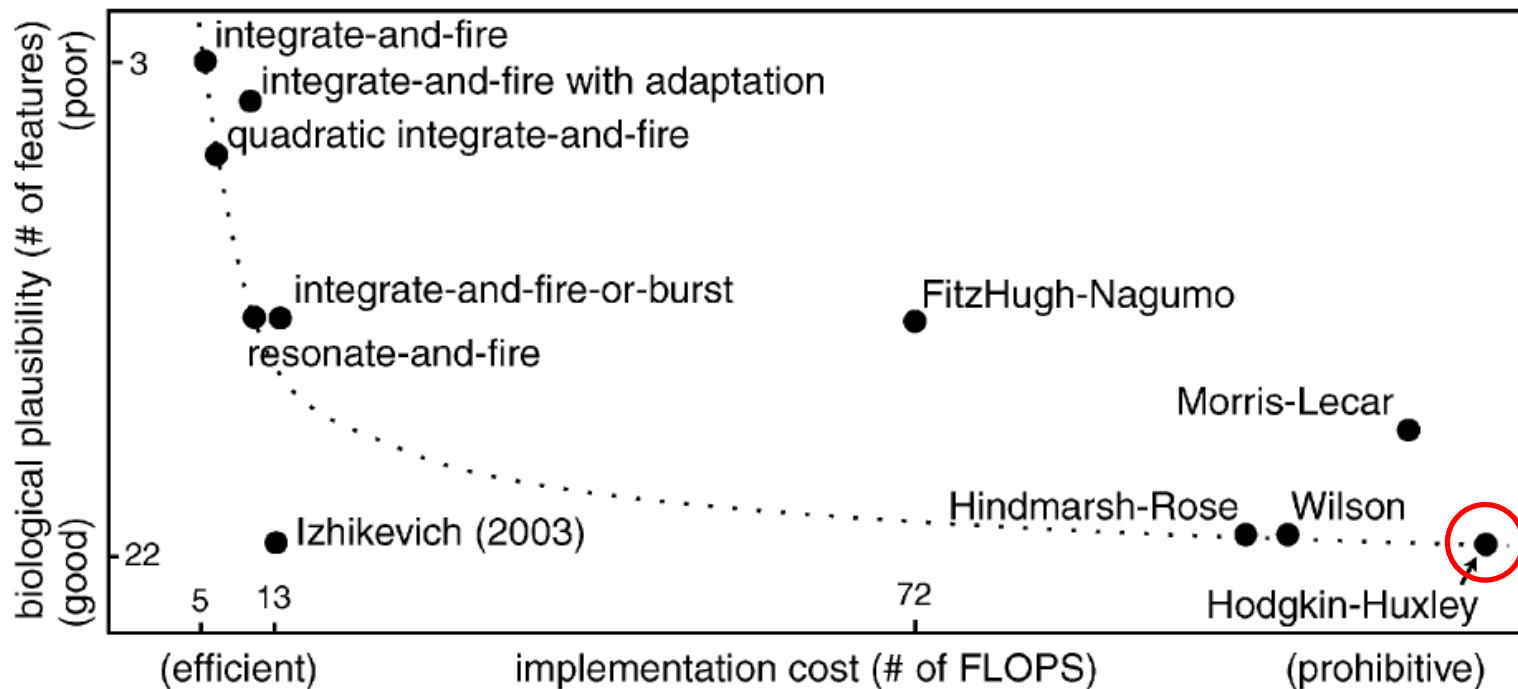 biological plausibility (# of features)
(poor)
(good)
3
22
integrate-and-fire
integrate-and-fire with adaptation
quadratic integrate-and-fire
integrate-and-fire-or-burst
resonate-and-fire
FitzHugh-Nagumo
Morris-Lecar
Hindmarsh-Rose
Wilson
Izhikevich (2003)
Hodgkin-Huxley
5
13
72
(efficient)
implementation cost (# of FLOPS)
(prohibitive)